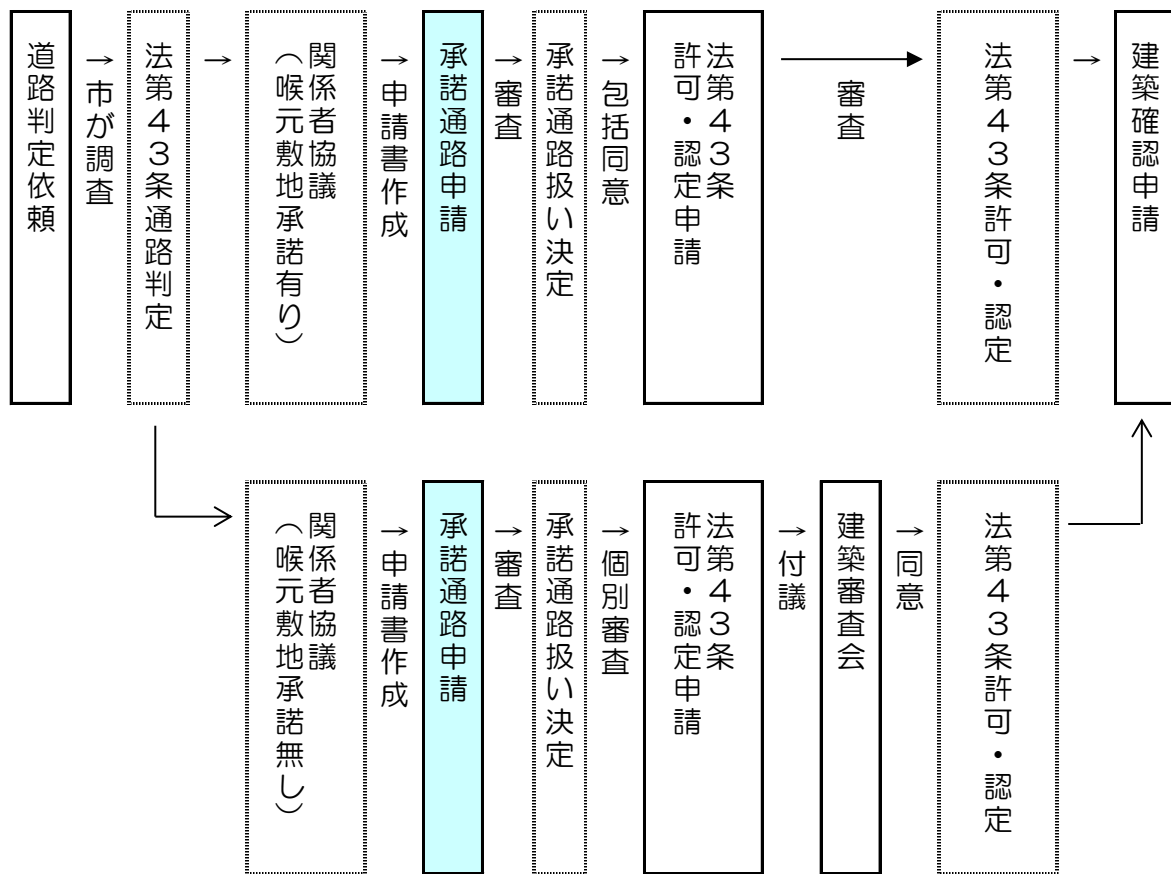 道路判定依頼
→市が調査
法第４３条通路判定
→
関係者協議
（喉元敷地承諾有り）
→申請書作成
承諾通路申請
→審査
承諾通路扱い決定
→包括同意
法第４３条
許可・認定申請
審査
法第４３条許可・認定
→
建築確認申請
関係者協議
（喉元敷地承諾無し）
→申請書作成
承諾通路申請
→審査
承諾通路扱い決定
→個別審査
法第４３条
許可・認定申請
→付議
建築審査会
→同意
法第４３条許可・認定